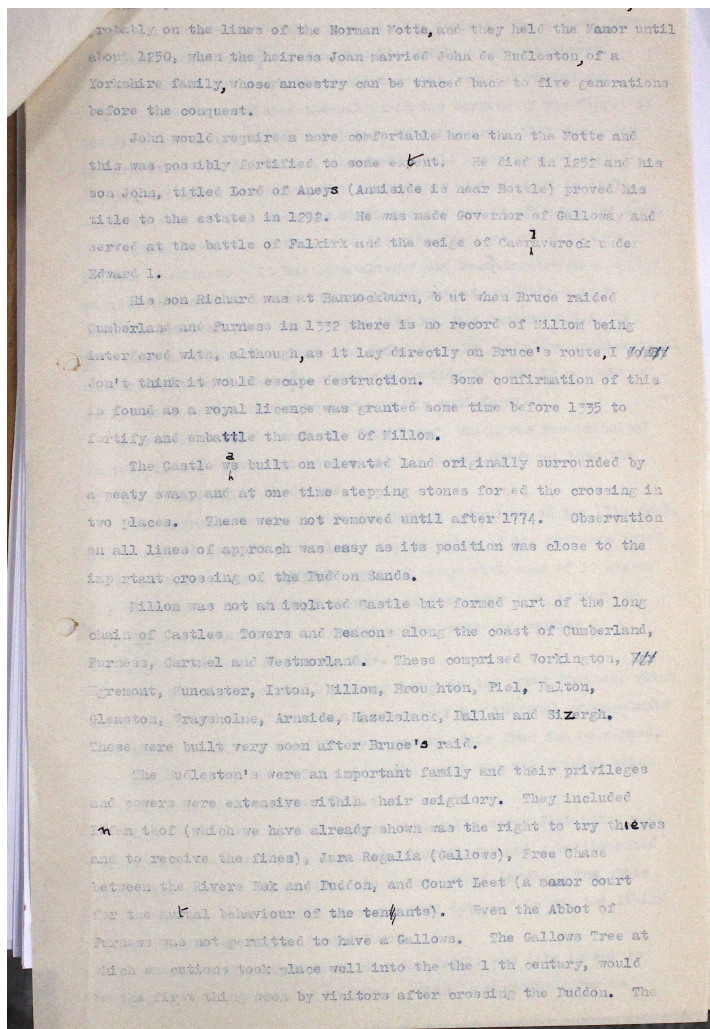 probably on the lines of the Norman Motte, and they held the Manor until
about 1250, when the heiress Joan married John de Hudleston, of a
Yorkshire family, whose ancestry can be traced back to five generations
before the conquest.
John would require a more comfortable home than the Motte and
this was possibly fortified to some extent. He died in 1252 and his
son John, titled Lord of Aneys (Annaside is near Bootle) proved his
title to the estates in 1292. He was made Governor of Galloway and
served at the battle of Falkirk and the seige of Caerlaverock under
Edward 1.
His son Richard was at Bannockburn, b ut when Bruce raided
Cumberland and Furness in 1332 there is no record of Millom being
interfered with, although, as it lay directly on Bruce's route, I
don't think it would escape destruction. Some confirmation of this
is found as a royal licence was granted some time before 1335 to
fortify and embattle the Castle of Millom.
The Castle was built on elevated land originally surrounded by
a peaty swamp and at one time stepping stones formed the crossing in
two places. These were not removed until after 1774. Observation
on all lines of approach was easy as its position was close to the
important crossing of the Duddon Sands.
Millom was not an isolated Castle but formed part of the long
chain of Castles, Towers and Beacons along the coast of Cumberland,
Furness, Cartmel and Westmorland. These comprised Workington,
Egremont, Muncaster, Irton, Millom, Broughton, Piel, Dalton,
Gleaston, Wraysholme, Arnside, Hazelslack, Dallam and Sizergh.
These were built very soon after Bruce's raid.
The Hudleston's were an important family and their privileges
and powers were extensive within their seigniory. They included
Infangthof (which we have already shown was the right to try thieves
and to receive the fines), Jura Regalia (Gallows), Free Chase
between the Rivers Esk and Duddon, and Court Leet (a manor court
for the mutual behaviour of the tenants). Even the Abbot of
Furness was not permitted to have a Gallows. The Gallows Tree at
which executions took place well into the the century, would
be the first thing seen by visitors after crossing the Duddon. The